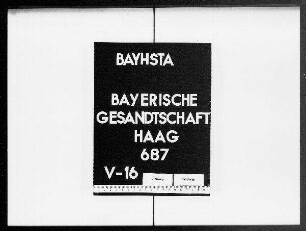 BAYHSTA
BAYERISCHE
GESANDTSCHAFT
HAAG
687
V-16